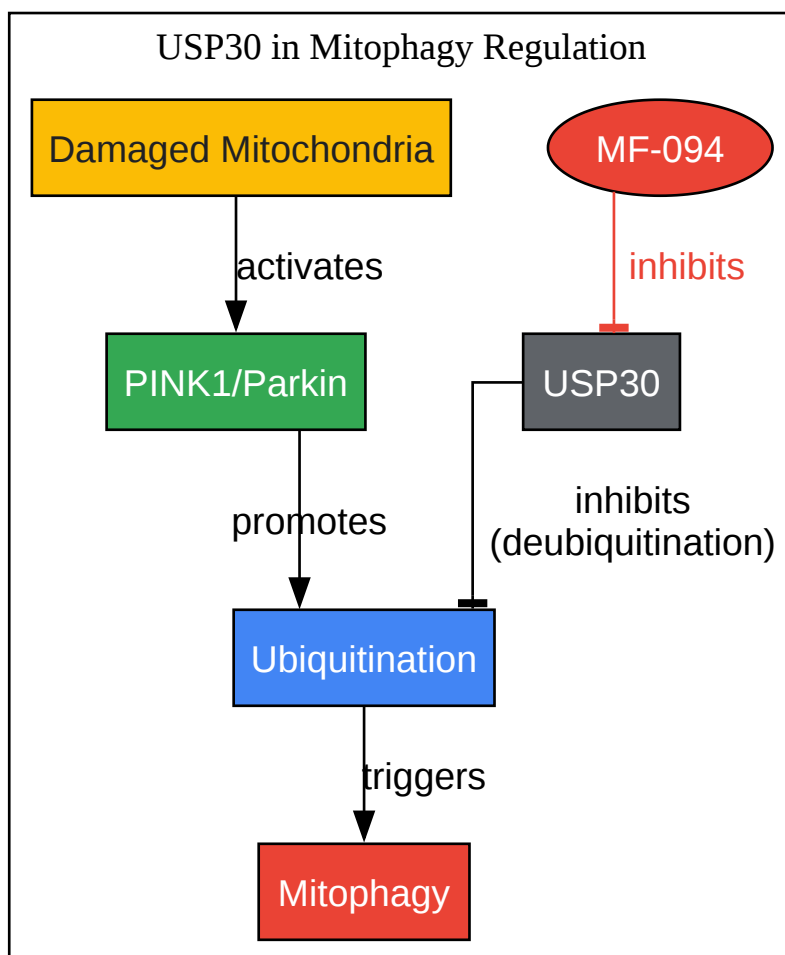 USP30 in Mitophagy Regulation
Damaged Mitochondria
MF-094
activates
inhibits
PINK1/Parkin
USP30
promotes
inhibits
(deubiquitination)
Ubiquitination
triggers
Mitophagy